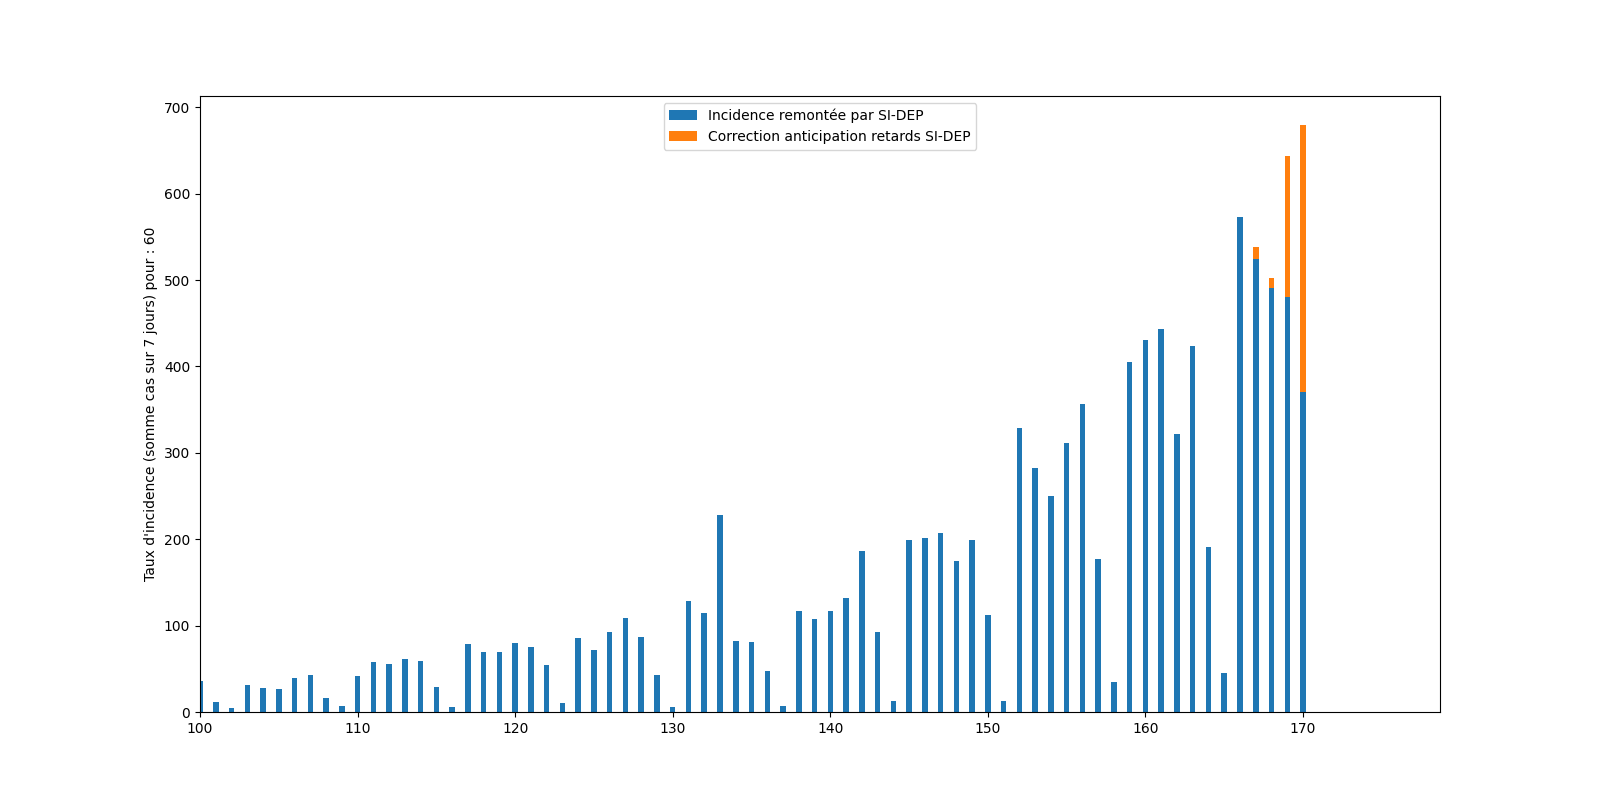 Incidence remontée par SI-DEP
Correction anticipation retards SI-DEP
Taux d'incidence (somme cas sur 7 jours) pour : 60
700
600
500
400
300
200
100
0
100 110 120 130 140 150 160 170